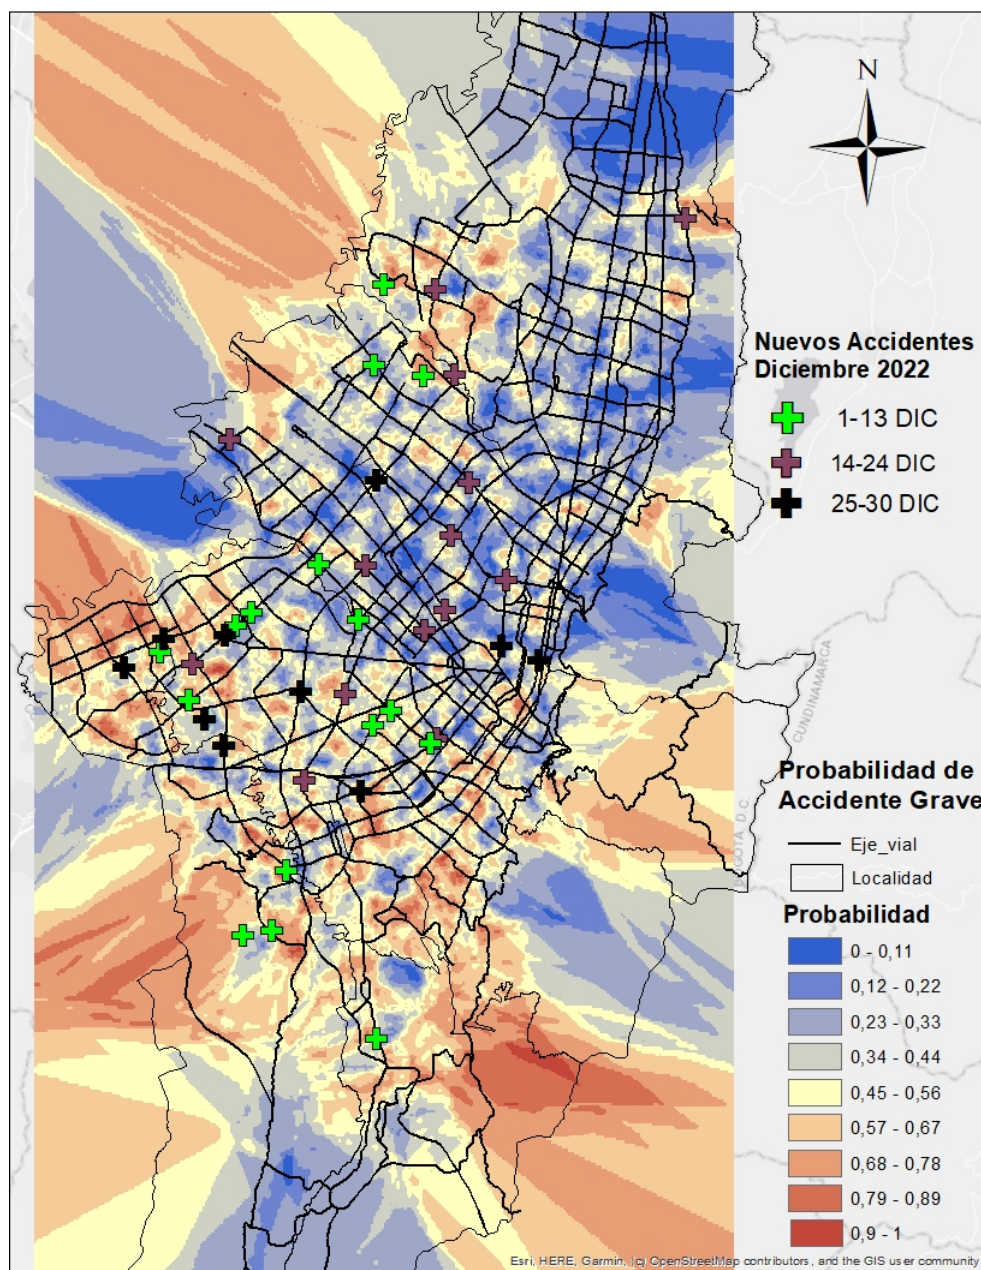 N
Nuevos Accidentes
Diciembre 2022
1-13 DIC
14-24 DIC
25-30 DIC
CUNDINAMARCA
BOGOTÁ D.C.
Probabilidad de
Accidente Grave
Eje_vial
Localidad
Probabilidad
0 - 0,11
0,12 - 0,22
0,23 - 0,33
0,34 - 0,44
0,45 - 0,56
0,57 - 0,67
0,68 - 0,78
0,79 - 0,89
0,9 - 1
Esri, HERE, Garmin, (c) OpenStreetMap contributors, and the GIS user community